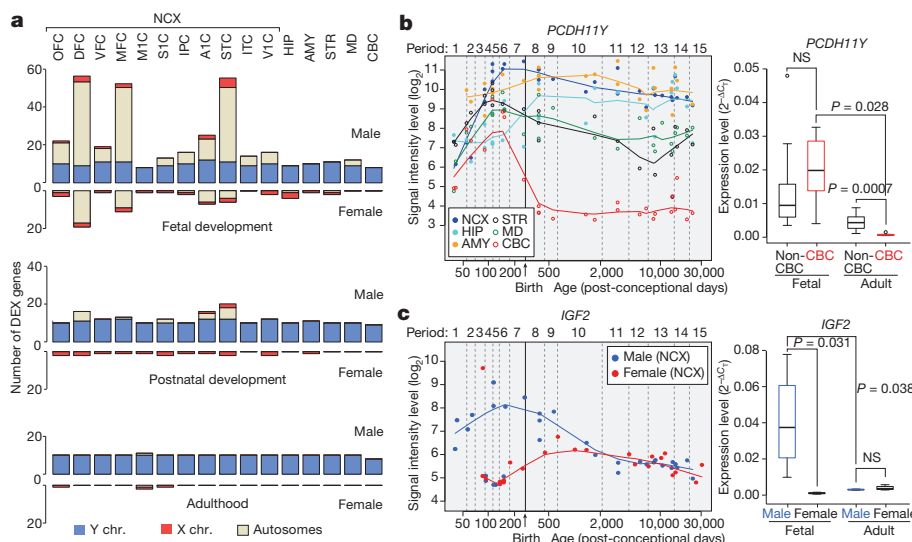 a
NCX
OFC DFC VFC MFC M1C S1C IPC A1C STC ITC V1C HIP AMY STR MD CBC
60
40
20
0
Male
0
20
Female
Fetal development
Number of DEX genes
20
0
Male
0
20
Female
Postnatal development
20
0
Male
0
20
Female
Adulthood
Y chr. X chr. Autosomes
b
PCDH11Y
Period: 1 2 3 4 5 6 7 8 9 10 11 12 13 14 15
Signal intensity level (log2)
11
10
9
8
7
6
5
4
3
NCX STR
HIP MD
AMY CBC
50 100 200 500 2,000 10,000 30,000
Birth Age (post-conceptional days)
PCDH11Y
NS
P = 0.028
P = 0.0007
Expression level (2^–ΔCT)
0.05
0.04
0.03
0.02
0.01
0.00
Non-CBC CBC Non-CBC CBC
Fetal Adult
c
IGF2
Period: 1 2 3 4 5 6 7 8 9 10 11 12 13 14 15
Signal intensity level (log2)
11
10
9
8
7
6
5
4
Male (NCX)
Female (NCX)
50 100 200 500 2,000 10,000 30,000
Birth Age (post-conceptional days)
IGF2
P = 0.031
P = 0.038
NS
Expression level (2^–ΔCT)
0.08
0.06
0.04
0.02
0.00
Male Female Male Female
Fetal Adult